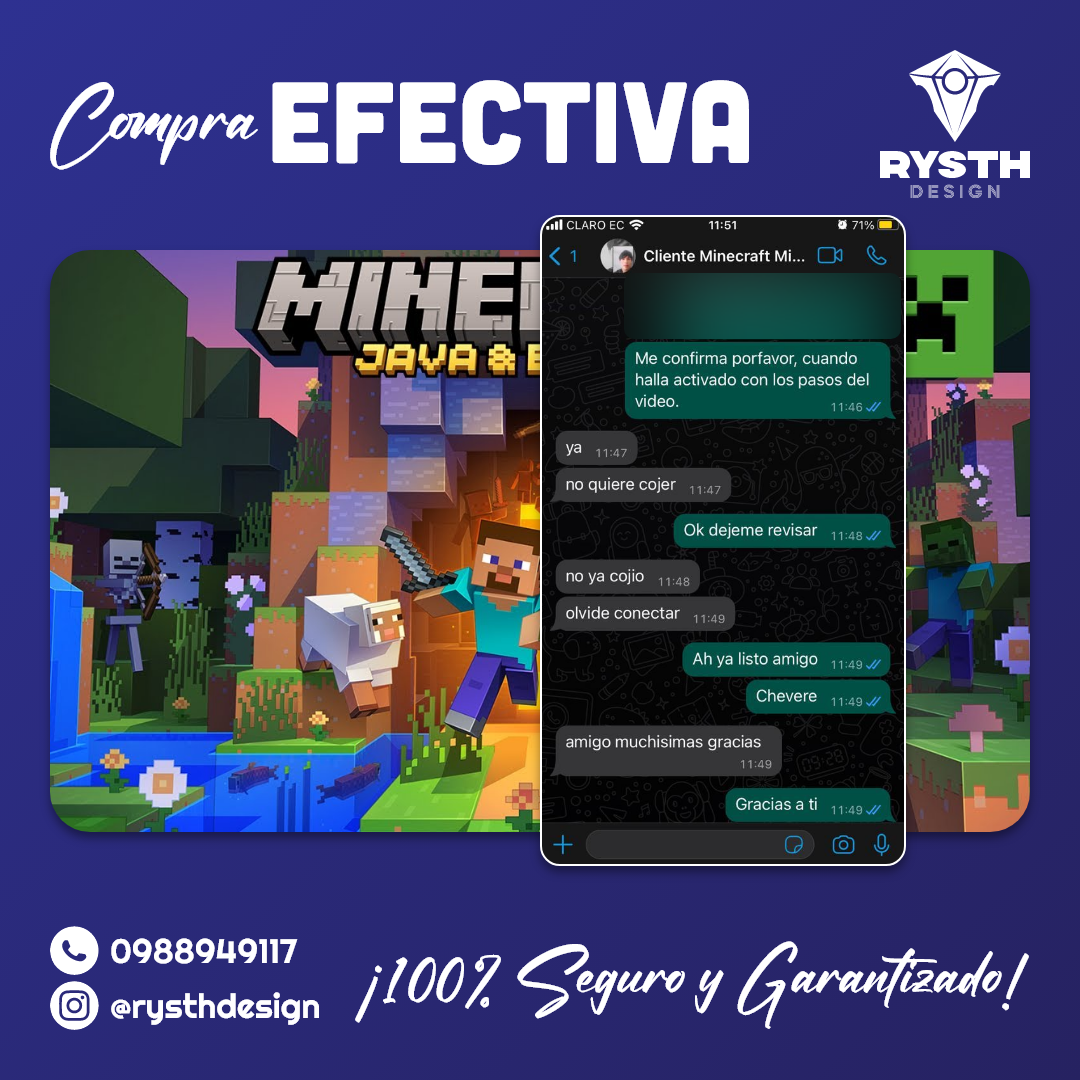 Compra EFECTIVA
RYSTH
DESIGN
CLARO EC
11:51
71%
1
Cliente Minecraft Mi...
JAVA &
Me confirma porfavor, cuando
halla activado con los pasos del
video.
11:46
ya 11:47
no quiere cojer 11:47
Ok dejeme revisar 11:48
no ya cojio 11:48
olvide conectar 11:49
Ah ya listo amigo 11:49
Chevere 11:49
amigo muchisimas gracias
11:49
Gracias a ti 11:49
0988949117
@rysthdesign
¡100% Seguro y Garantizado!